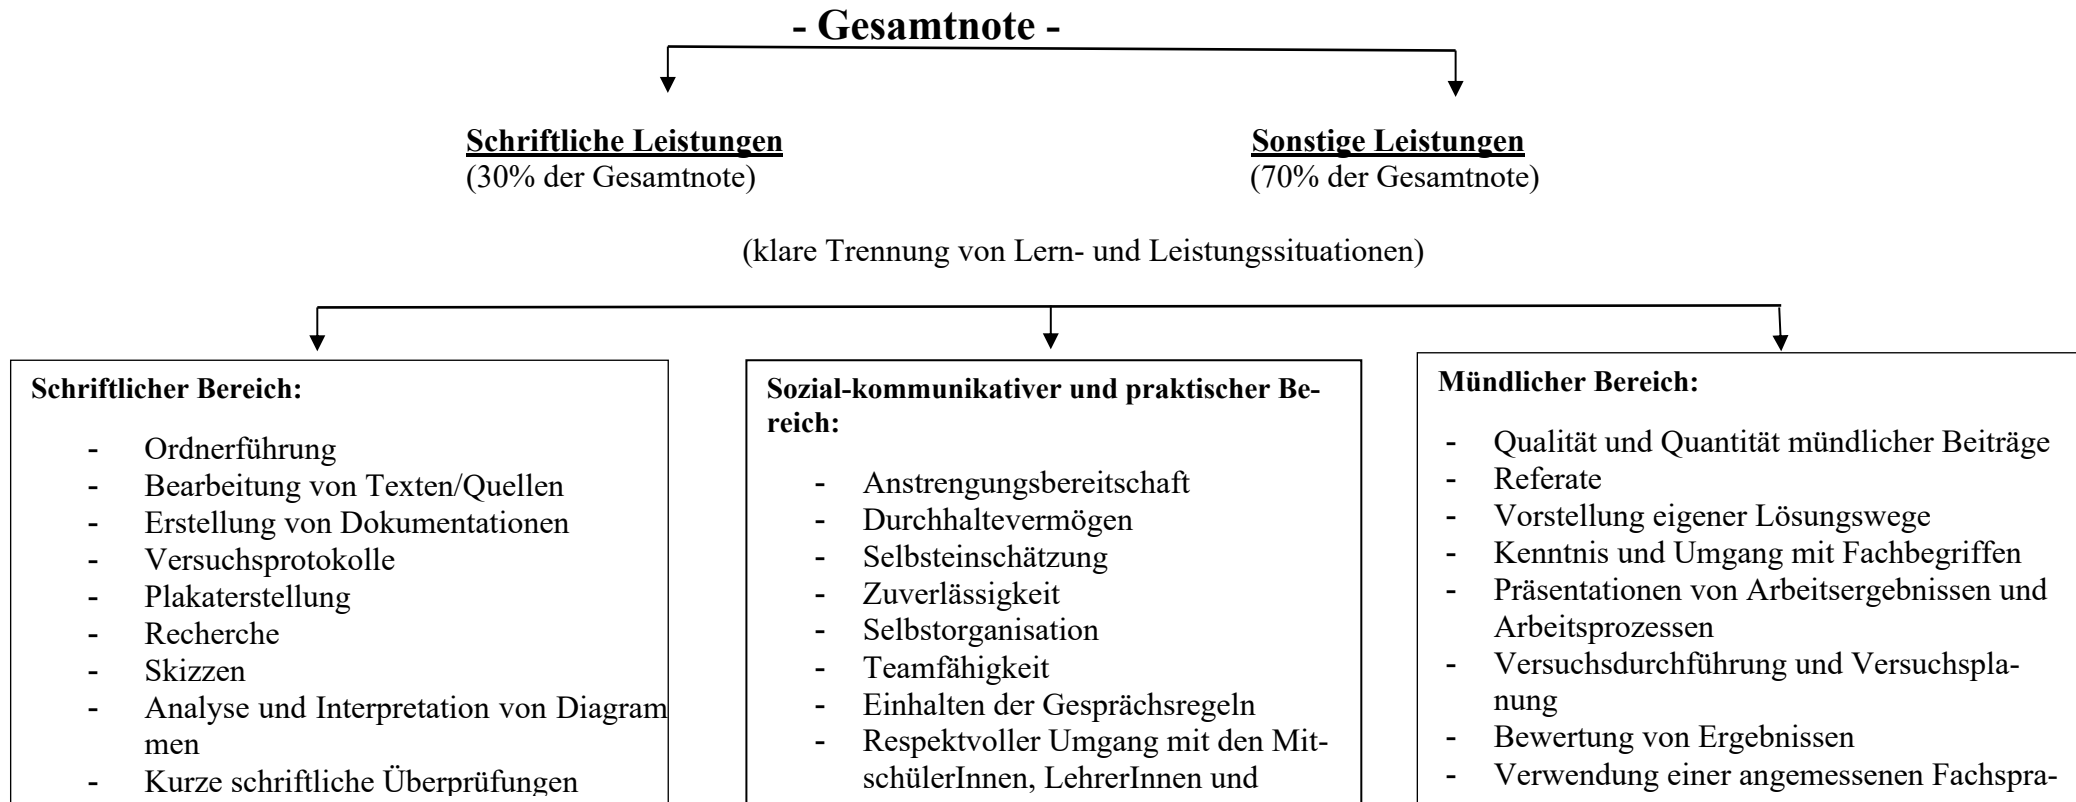 - Gesamtnote -
Schriftliche Leistungen
(30% der Gesamtnote)
Sonstige Leistungen
(70% der Gesamtnote)
(klare Trennung von Lern- und Leistungssituationen)
Schriftlicher Bereich:
- Ordnerführung
- Bearbeitung von Texten/Quellen
- Erstellung von Dokumentationen
- Versuchsprotokolle
- Plakaterstellung
- Recherche
- Skizzen
- Analyse und Interpretation von Diagram
men
- Kurze schriftliche Überprüfungen
Sozial-kommunikativer und praktischer Be-
reich:
- Anstrengungsbereitschaft
- Durchhaltevermögen
- Selbsteinschätzung
- Zuverlässigkeit
- Selbstorganisation
- Teamfähigkeit
- Einhalten der Gesprächsregeln
- Respektvoller Umgang mit den Mit-
schülerInnen, LehrerInnen und
Mündlicher Bereich:
- Qualität und Quantität mündlicher Beiträge
- Referate
- Vorstellung eigener Lösungswege
- Kenntnis und Umgang mit Fachbegriffen
- Präsentationen von Arbeitsergebnissen und
Arbeitsprozessen
- Versuchsdurchführung und Versuchspla-
nung
- Bewertung von Ergebnissen
- Verwendung einer angemessenen Fachspra-